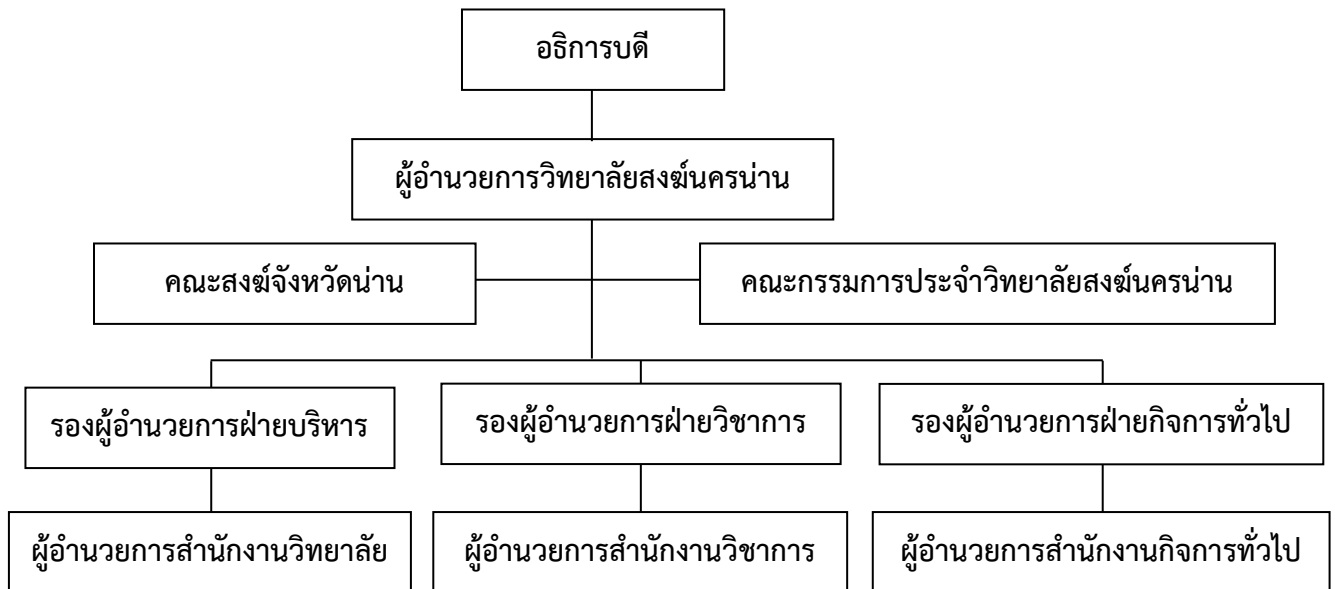 อธิการบดี
ผู้อำนวยการวิทยาลัยสงฆ์นครน่าน
คณะสงฆ์จังหวัดน่าน
คณะกรรมการประจำวิทยาลัยสงฆ์นครน่าน
รองผู้อำนวยการฝ่ายบริหาร
รองผู้อำนวยการฝ่ายวิชาการ
รองผู้อำนวยการฝ่ายกิจการทั่วไป
ผู้อำนวยการสำนักงานวิทยาลัย
ผู้อำนวยการสำนักงานวิชาการ
ผู้อำนวยการสำนักงานกิจการทั่วไป